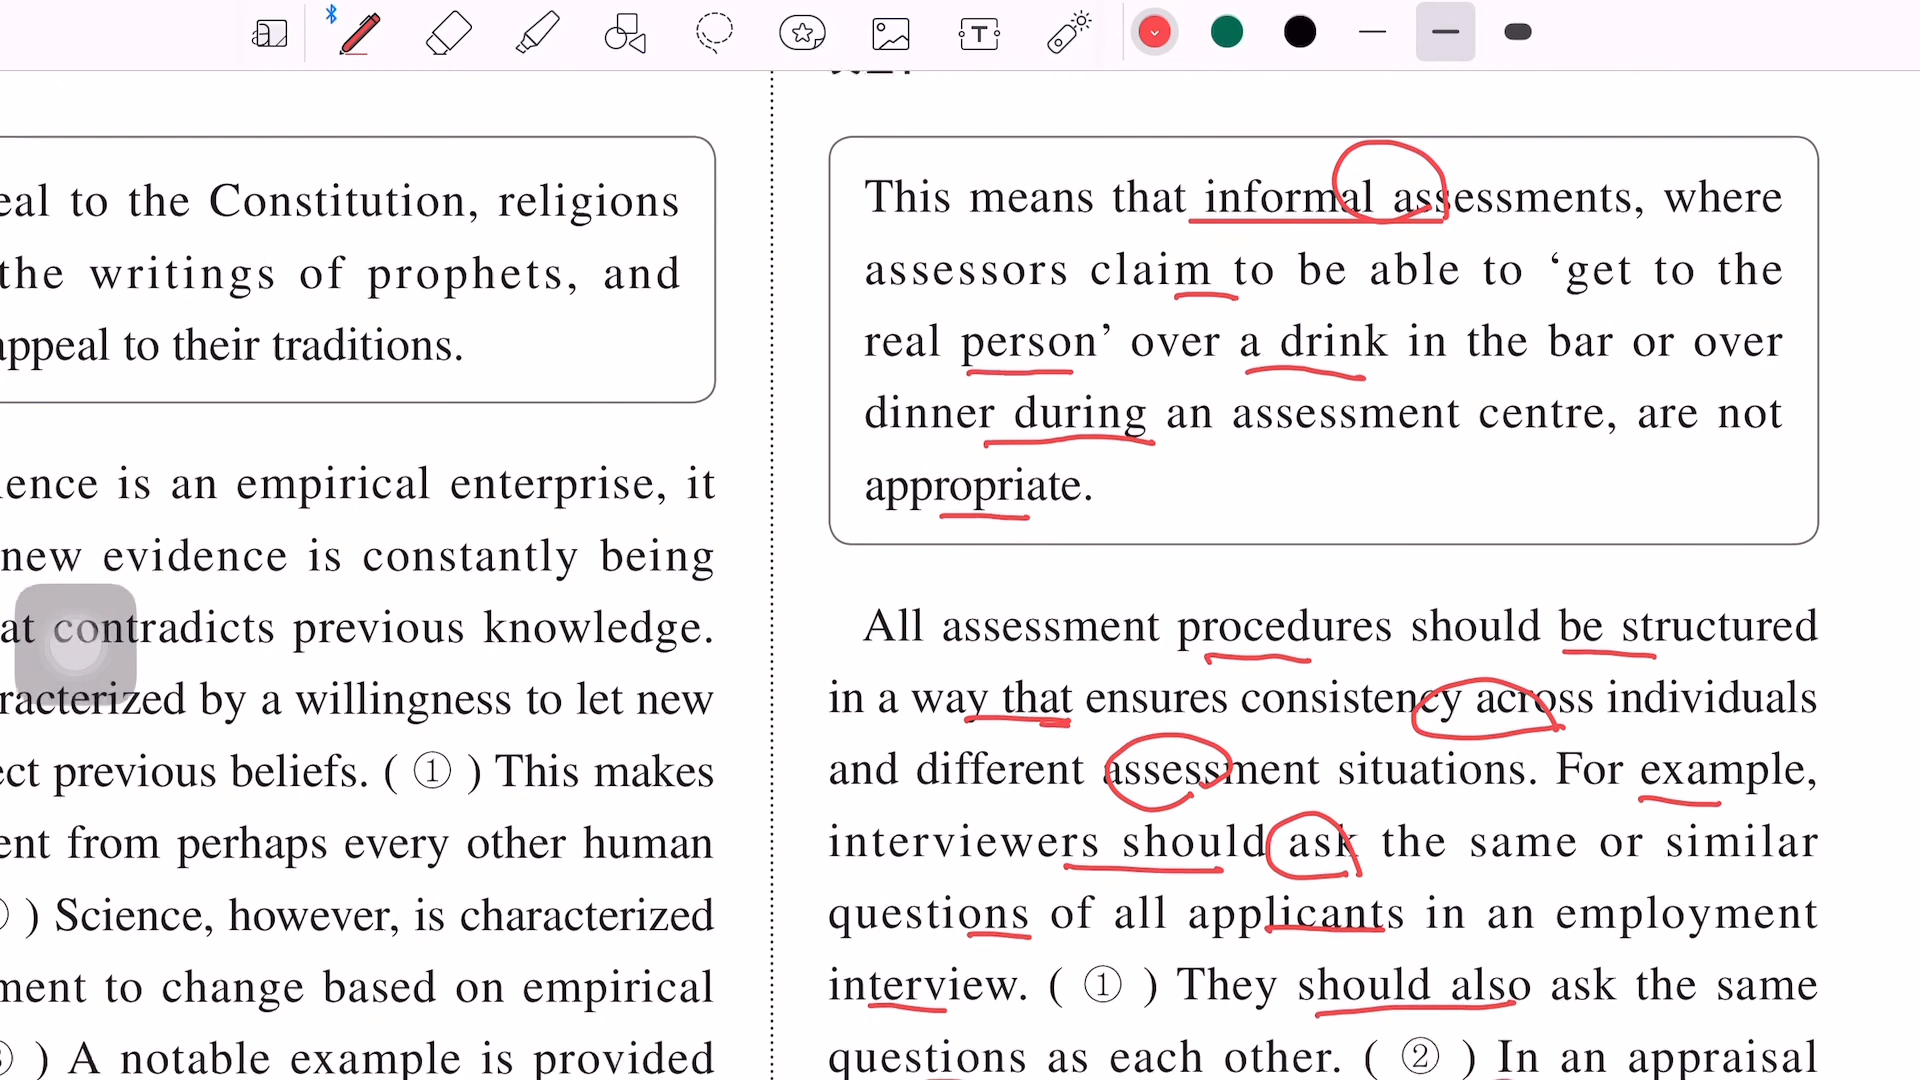 eal to the Constitution, religions
the writings of prophets, and
appeal to their traditions.
ience is an empirical enterprise, it
new evidence is constantly being
at contradicts previous knowledge.
racterized by a willingness to let new
ect previous beliefs. ( ① ) This makes
ent from perhaps every other human
) Science, however, is characterized
ment to change based on empirical
) A notable example is provided
This means that informal assessments, where
assessors claim to be able to ‘get to the
real person’ over a drink in the bar or over
dinner during an assessment centre, are not
appropriate.
All assessment procedures should be structured
in a way that ensures consistency across individuals
and different assessment situations. For example,
interviewers should ask the same or similar
questions of all applicants in an employment
interview. ( ① ) They should also ask the same
questions as each other. ( ② ) In an appraisal